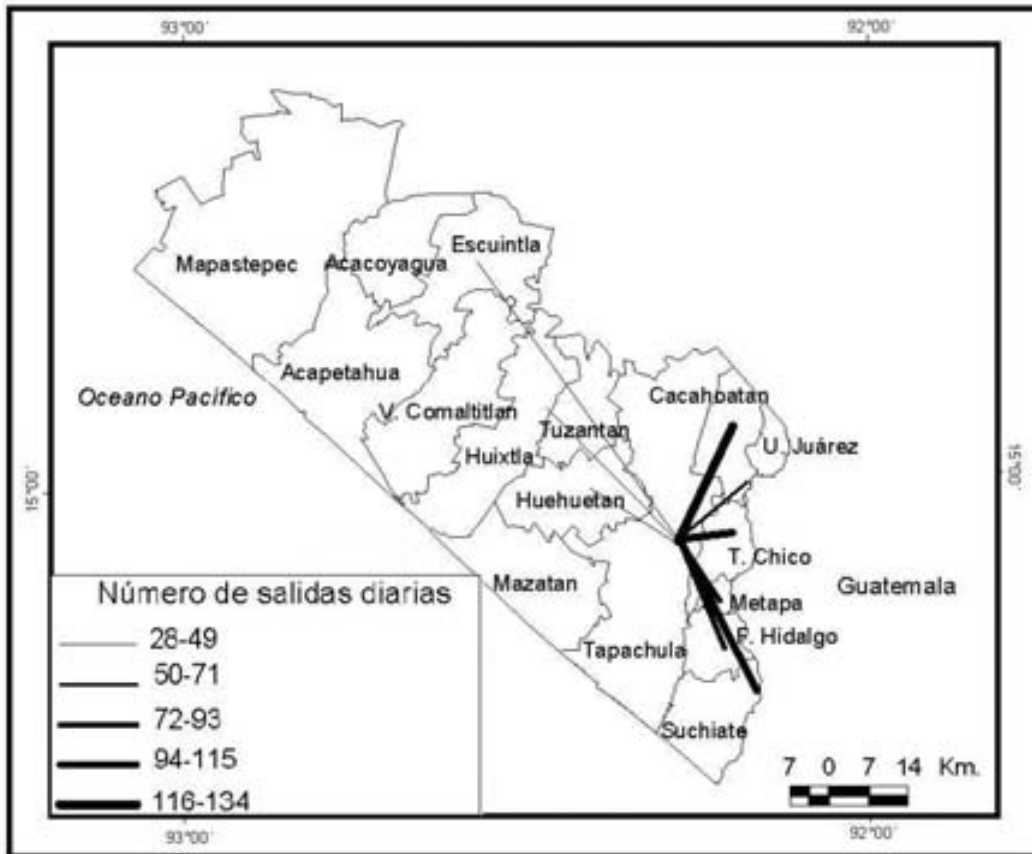 93°00´
92°00´
Escuintla
Mapastepec
Acacoyagua
Acapetahua
Oceano Pacífico
Cacahoatan
V. Comaltitlan
Tuzantan
U. Juárez
Huixtla
15°00´
15°00´
Huehuetan
T. Chico
Mazatan
Guatemala
Metapa
F. Hidalgo
Tapachula
Suchiate
Número de salidas diarias
28-49
50-71
72-93
94-115
116-134
7 0 7 14 Km.
93°00´
92°00´